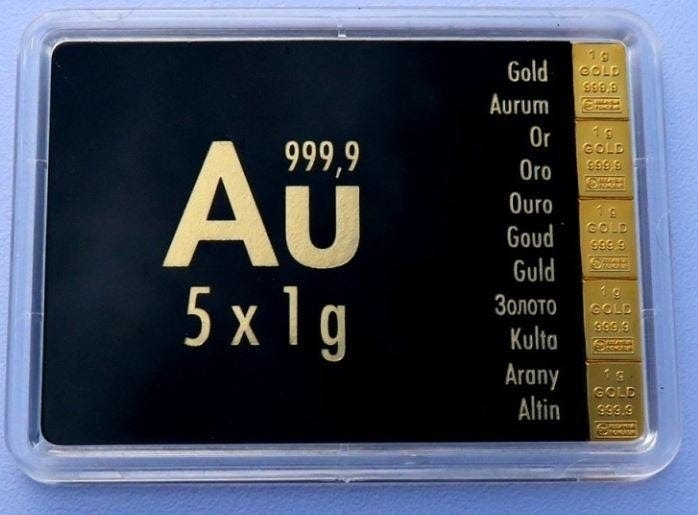 999,9
Au
5 x 1g
Gold
Aurum
Or
Oro
Ouro
Goud
Guld
Золото
Kulta
Arany
Altin
1 g
GOLD
999,9
1 g
GOLD
999,9
1 g
GOLD
999,9
1 g
GOLD
999,9
1 g
GOLD
999,9